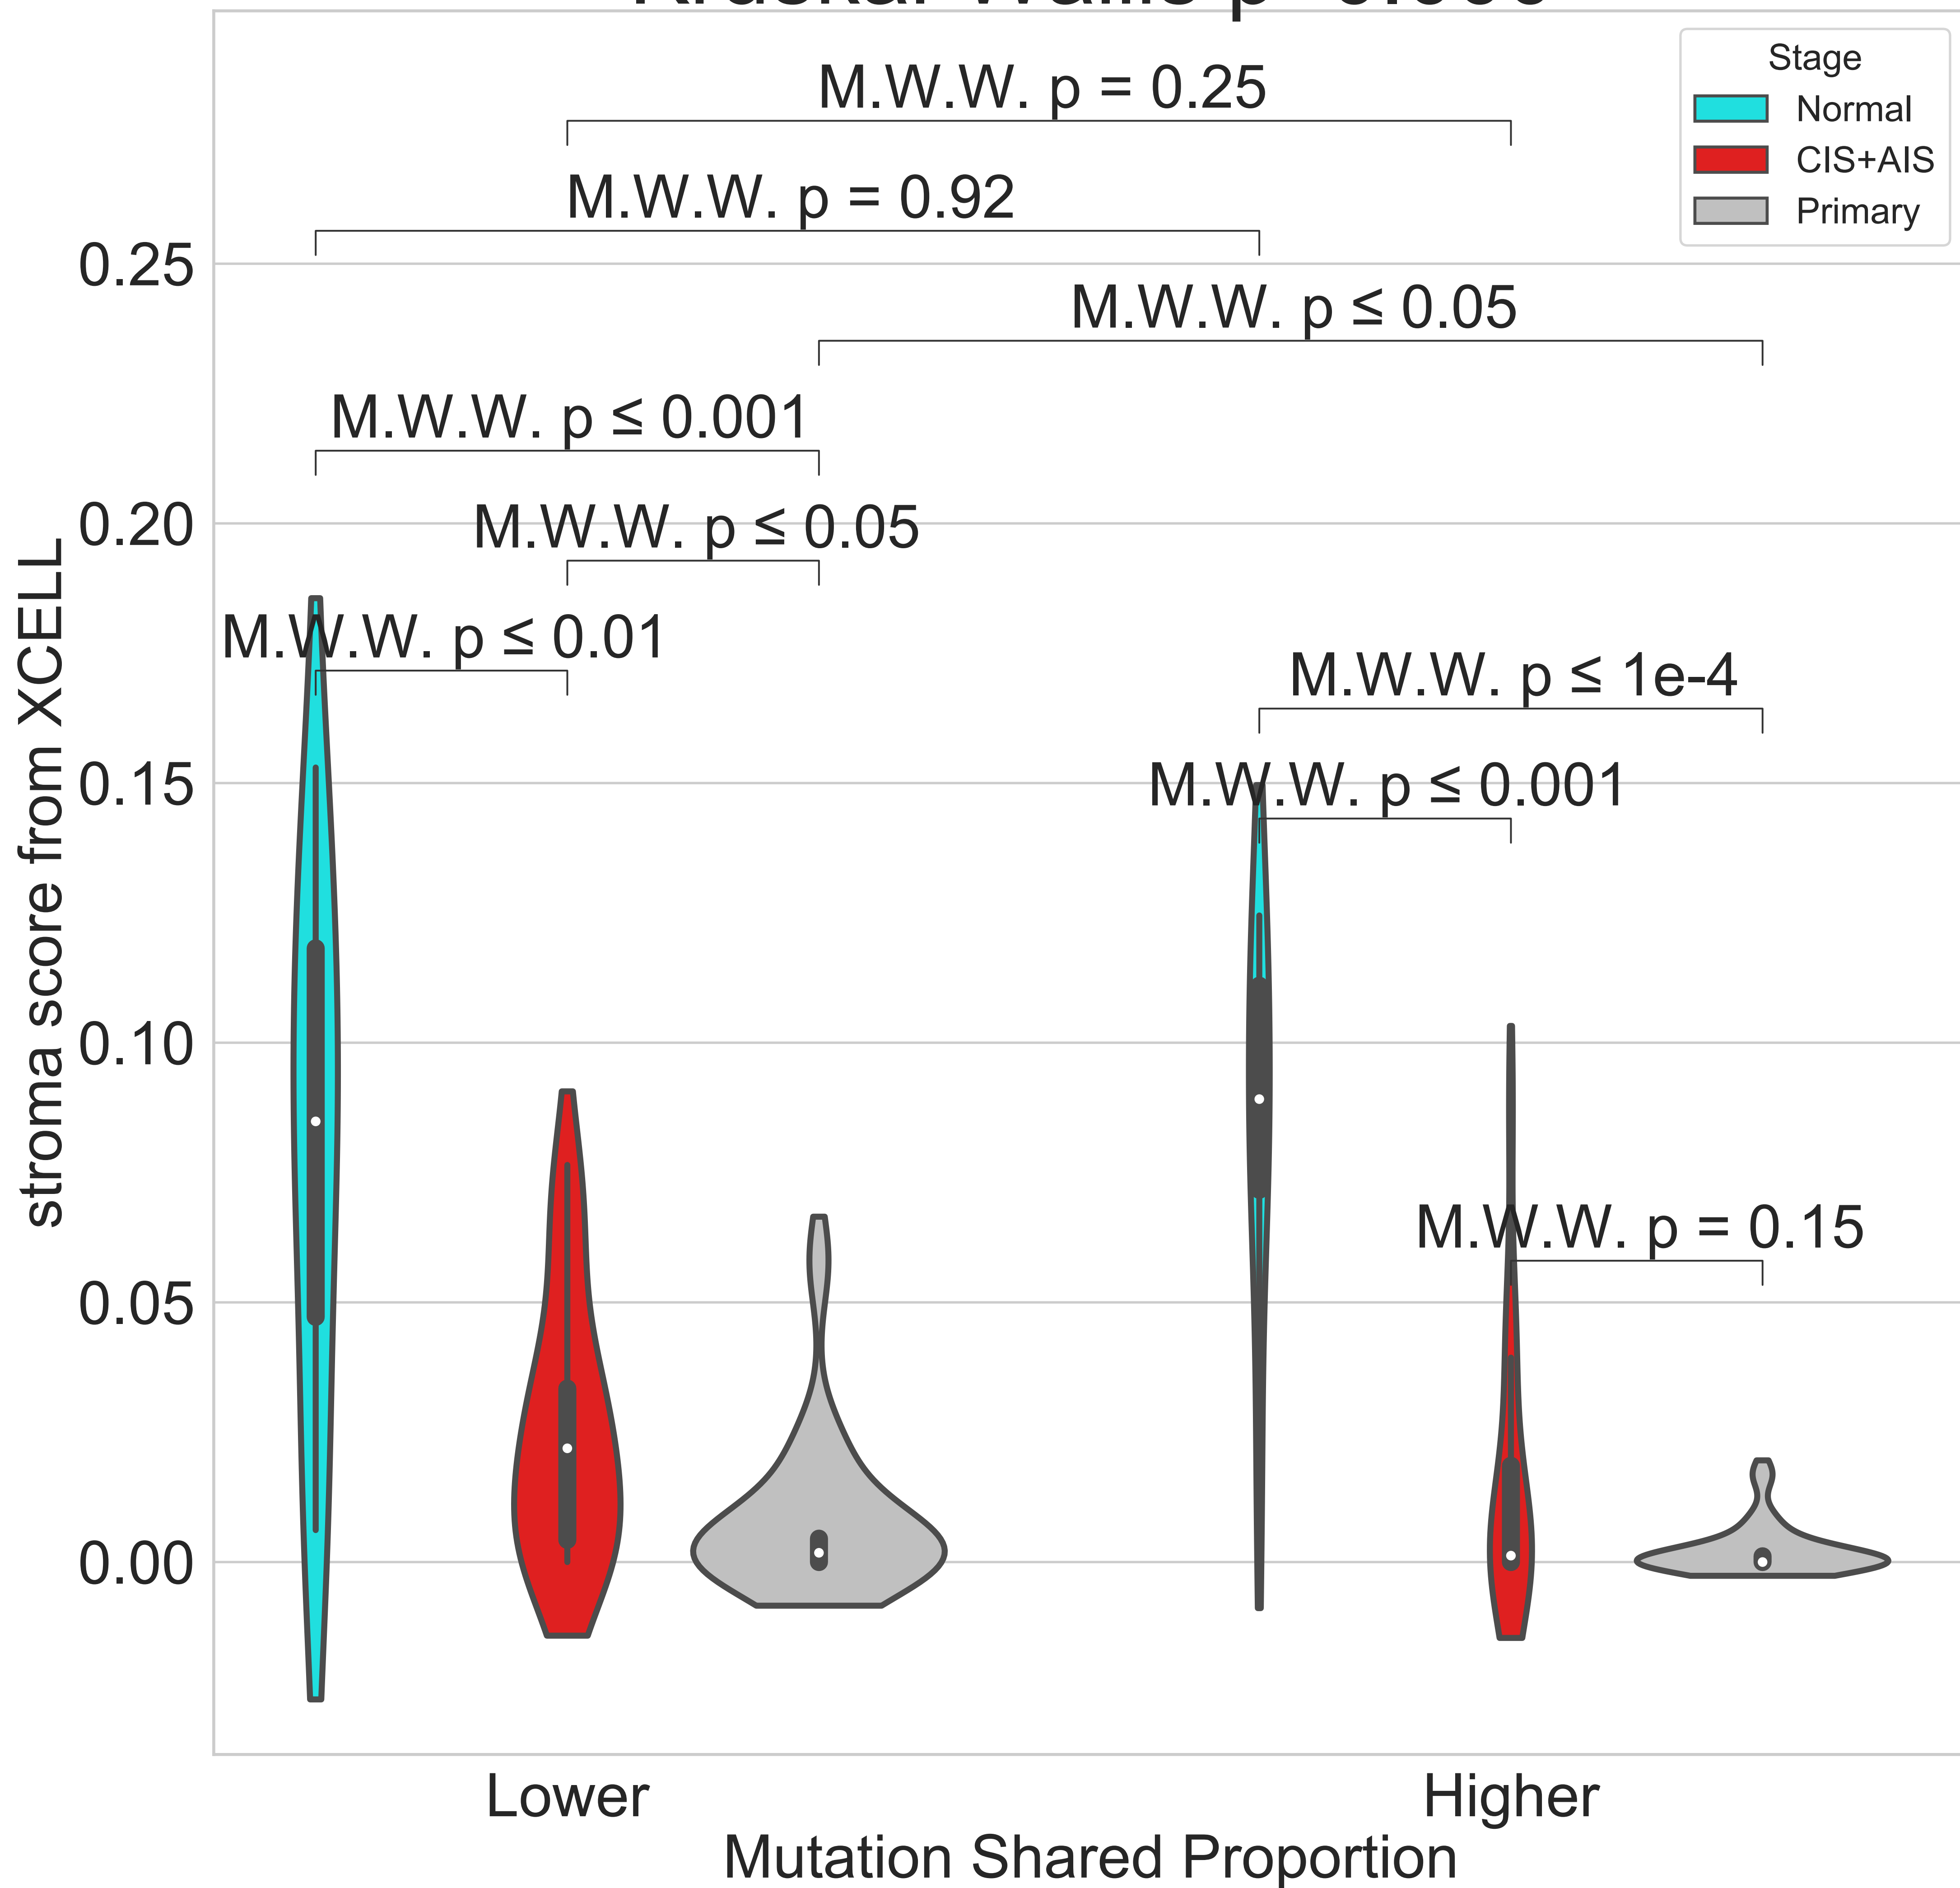 Stage
Normal
CIS+AIS
Primary
M.W.W. p = 0.25
M.W.W. p = 0.92
M.W.W. p ≤ 0.05
M.W.W. p ≤ 0.001
M.W.W. p ≤ 0.05
M.W.W. p ≤ 0.01
M.W.W. p ≤ 1e-4
M.W.W. p ≤ 0.001
M.W.W. p = 0.15
stroma score from XCELL
0.25
0.20
0.15
0.10
0.05
0.00
Lower
Higher
Mutation Shared Proportion